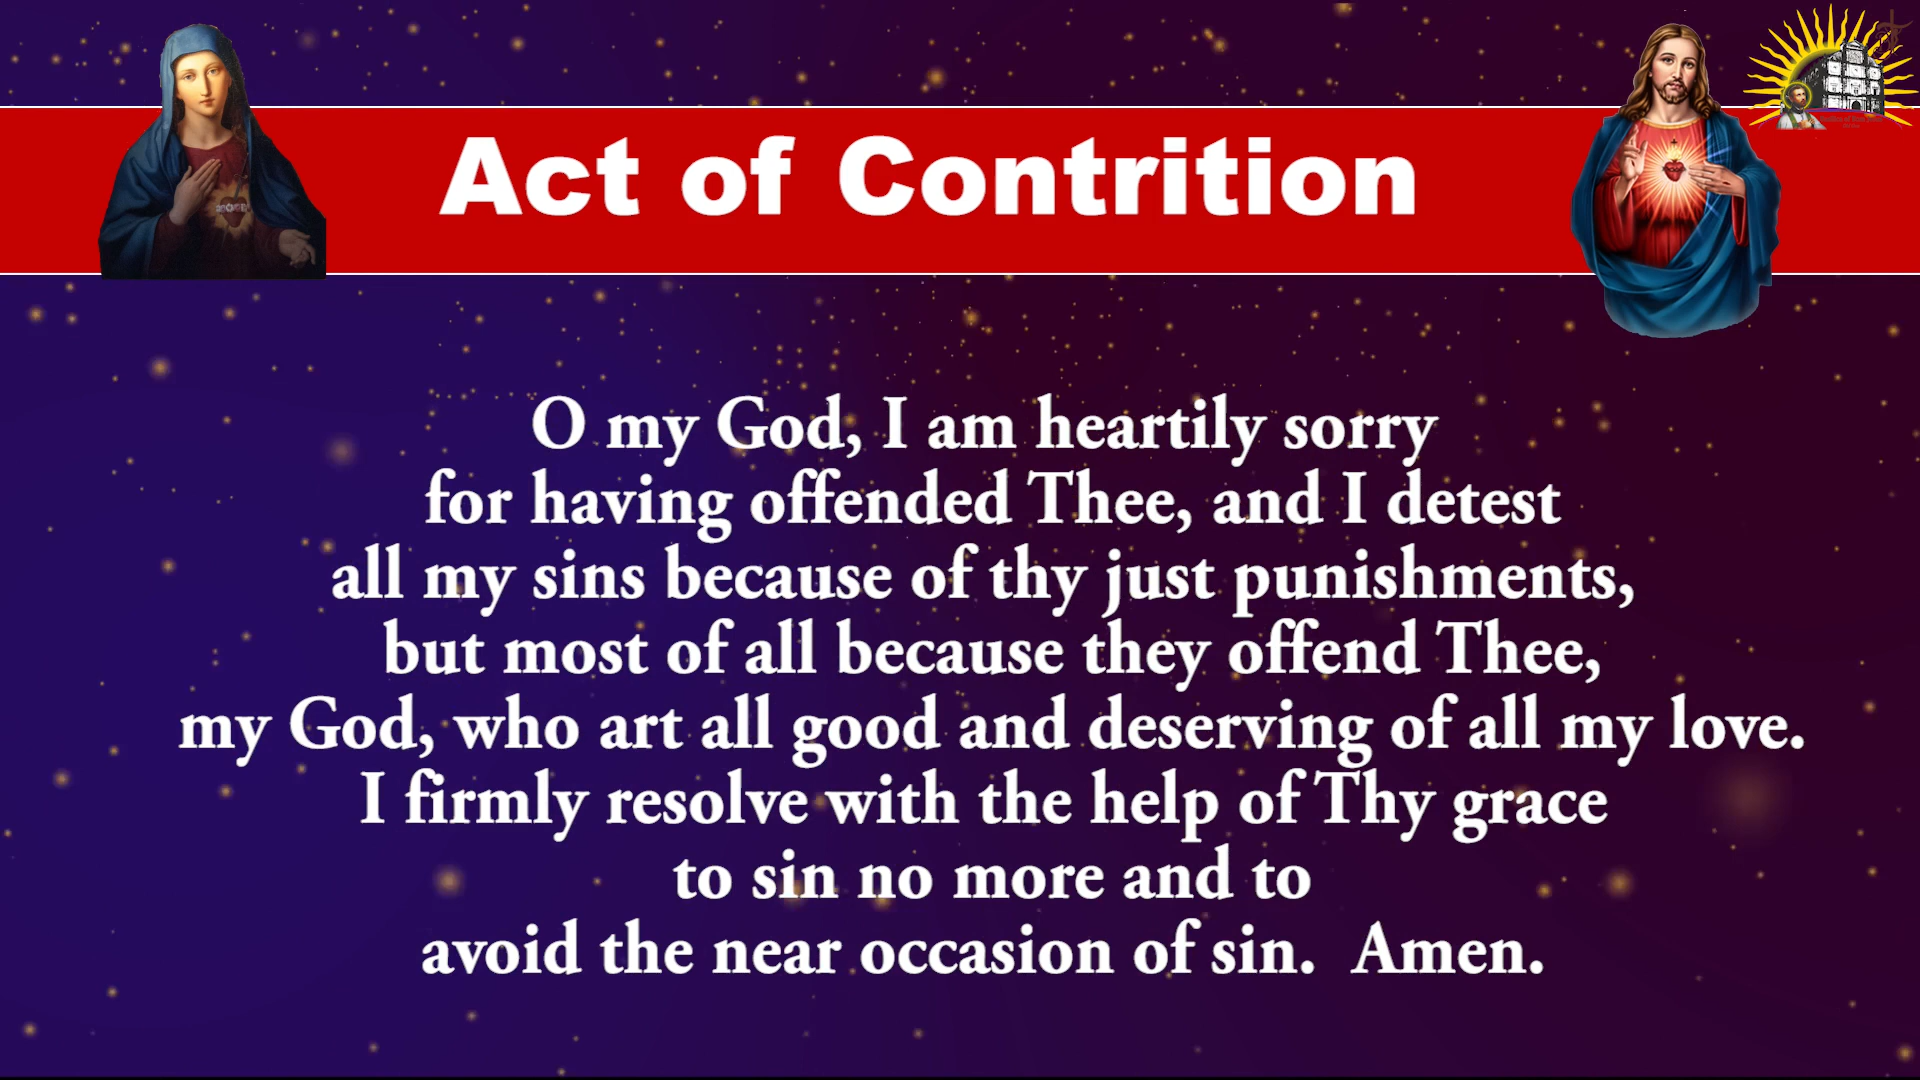 Act of Contrition
O my God, I am heartily sorry
for having offended Thee, and I detest
all my sins because of thy just punishments,
but most of all because they offend Thee,
my God, who art all good and deserving of all my love.
I firmly resolve with the help of Thy grace
to sin no more and to
avoid the near occasion of sin.  Amen.